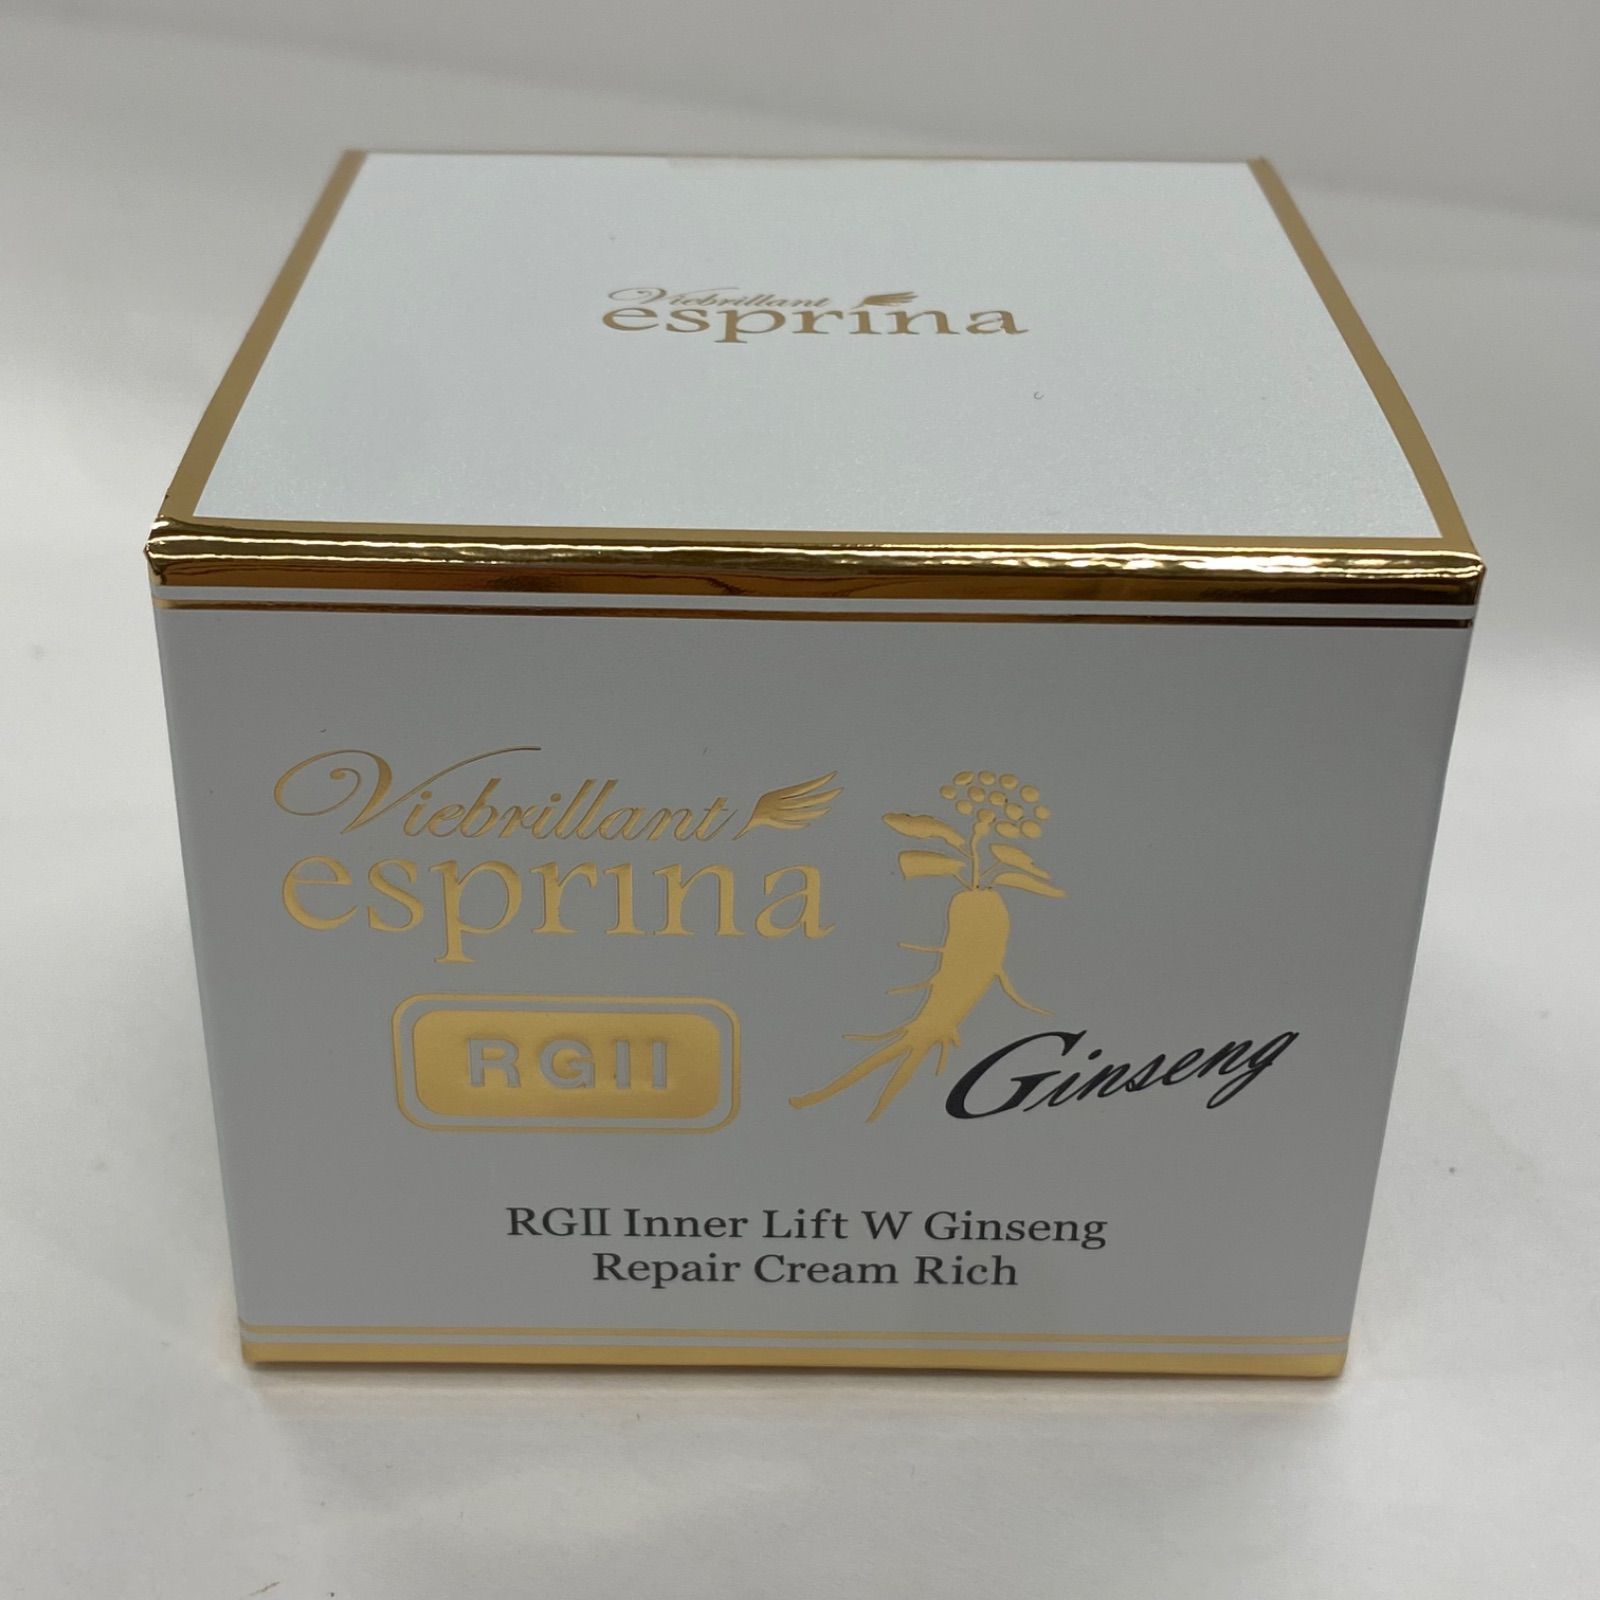 Viebrillant
esprina
Viebrillant
esprina
RGII
Ginseng
RGII Inner Lift W Ginseng
Repair Cream Rich